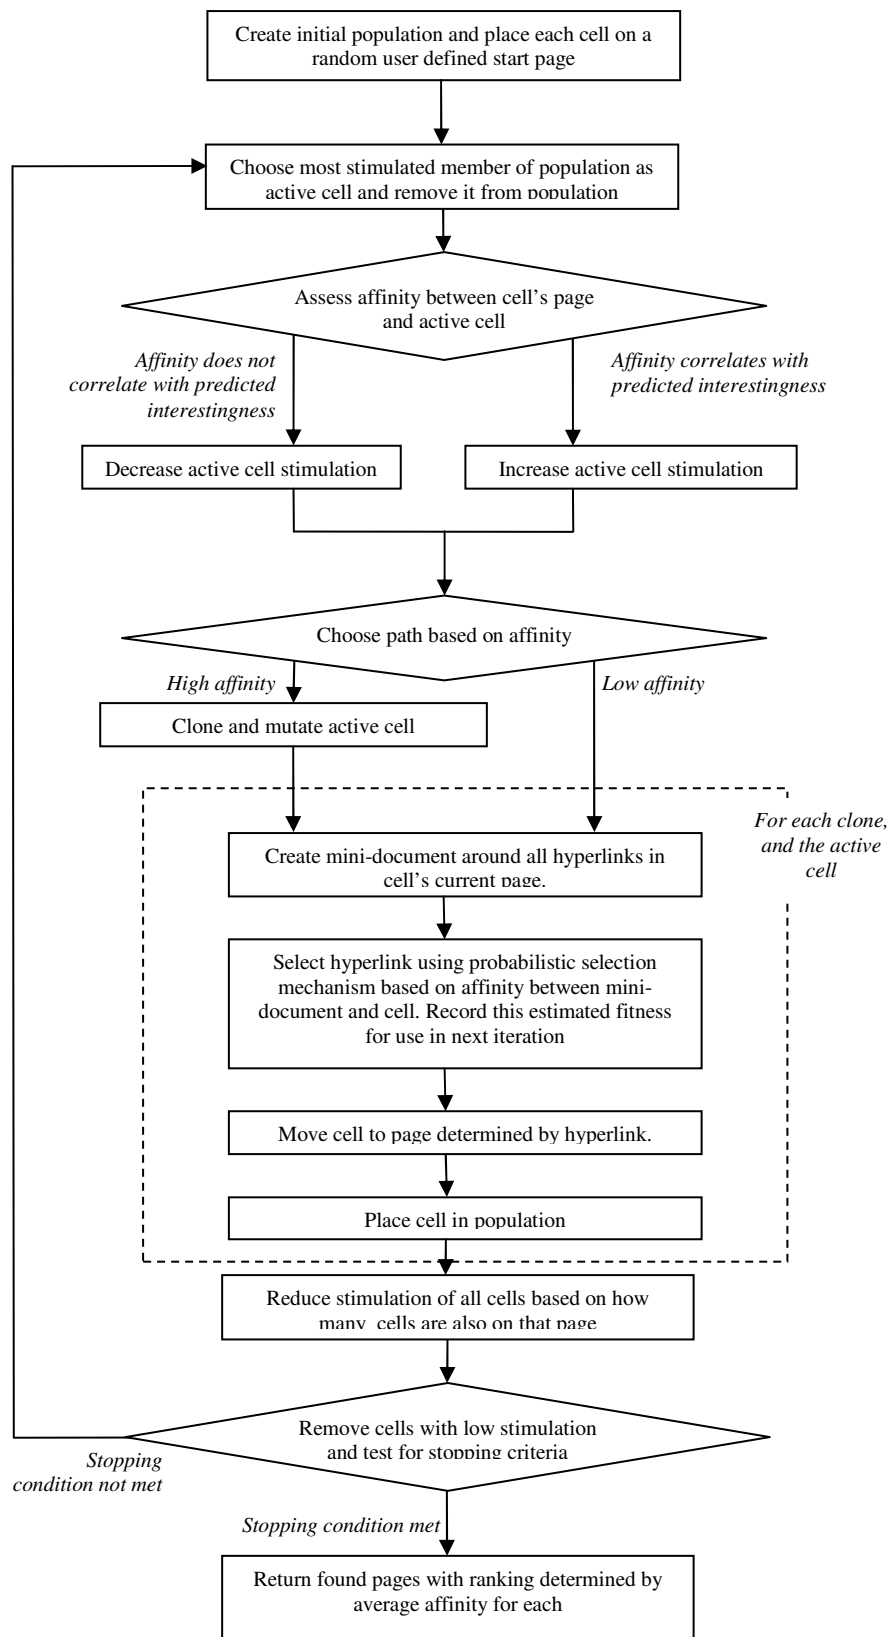 Create initial population and place each cell on a
random user defined start page
Choose most stimulated member of population as
active cell and remove it from population
Assess affinity between cell's page
and active cell
Affinity does not
correlate with predicted
interestingness
Affinity correlates with
predicted interestingness
Decrease active cell stimulation
Increase active cell stimulation
Choose path based on affinity
High affinity
Low affinity
Clone and mutate active cell
For each clone,
and the active
cell
Create mini-document around all hyperlinks in
cell's current page.
Select hyperlink using probabilistic selection
mechanism based on affinity between mini-
document and cell. Record this estimated fitness
for use in next iteration
Move cell to page determined by hyperlink.
Place cell in population
Reduce stimulation of all cells based on how
many cells are also on that page
Remove cells with low stimulation
and test for stopping criteria
Stopping
condition not met
Stopping condition met
Return found pages with ranking determined by
average affinity for each